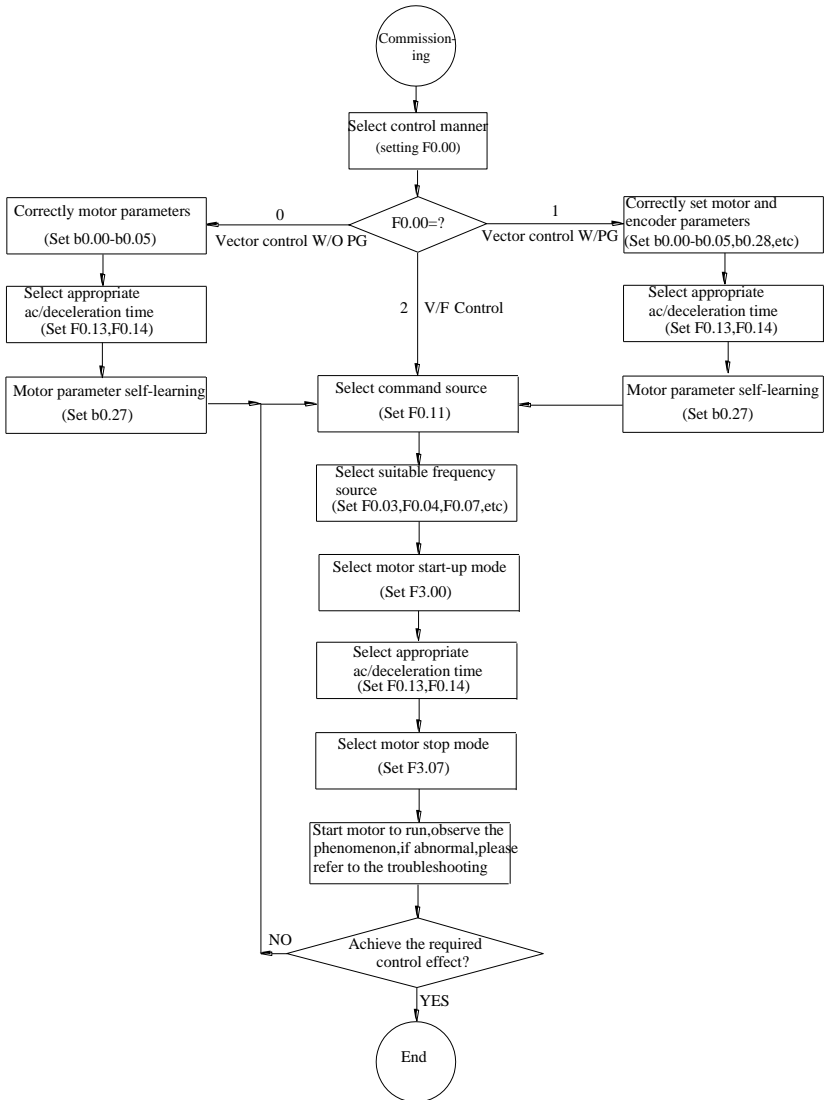 Commission-
ing
Select control manner
(setting F0.00)
F0.00=?
0
Vector control W/O PG
1
Vector control W/PG
2 V/F Control
Correctly motor parameters
(Set b0.00-b0.05)
Select appropriate
ac/deceleration time
(Set F0.13,F0.14)
Motor parameter self-learning
(Set b0.27)
Correctly set motor and
encoder parameters
(Set b0.00-b0.05,b0.28,etc)
Select appropriate
ac/deceleration time
(Set F0.13,F0.14)
Motor parameter self-learning
(Set b0.27)
Select command source
(Set F0.11)
Select suitable frequency
source
(Set F0.03,F0.04,F0.07,etc)
Select motor start-up mode
(Set F3.00)
Select appropriate
ac/deceleration time
(Set F0.13,F0.14)
Select motor stop mode
(Set F3.07)
Start motor to run,observe the
phenomenon,if abnormal,please
refer to the troubleshooting
NO
Achieve the required
control effect?
YES
End